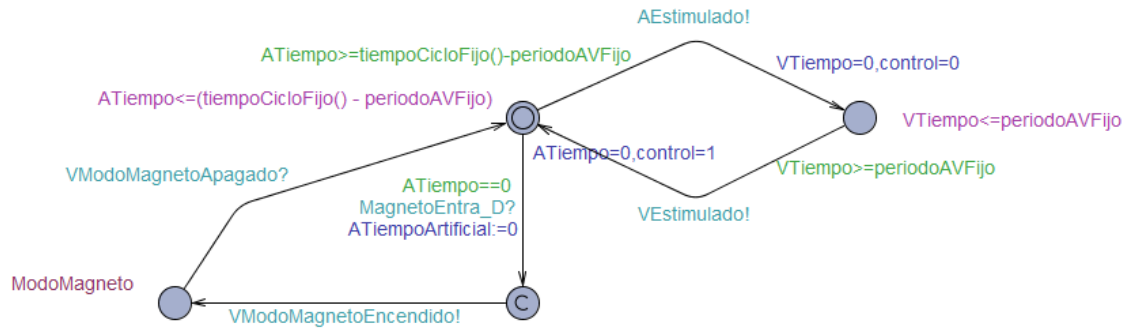 AEstimulado!
ATiempo>=tiempoCicloFijo()-periodoAVFijo
VTiempo=0,control=0
ATiempo<=(tiempoCicloFijo() - periodoAVFijo)
VTiempo<=periodoAVFijo
ATiempo=0,control=1
VTiempo>=periodoAVFijo
VModoMagnetoApagado?
ATiempo==0
MagnetoEntra_D?
ATiempoArtificial:=0
VEstimulado!
ModoMagneto
C
VModoMagnetoEncendido!